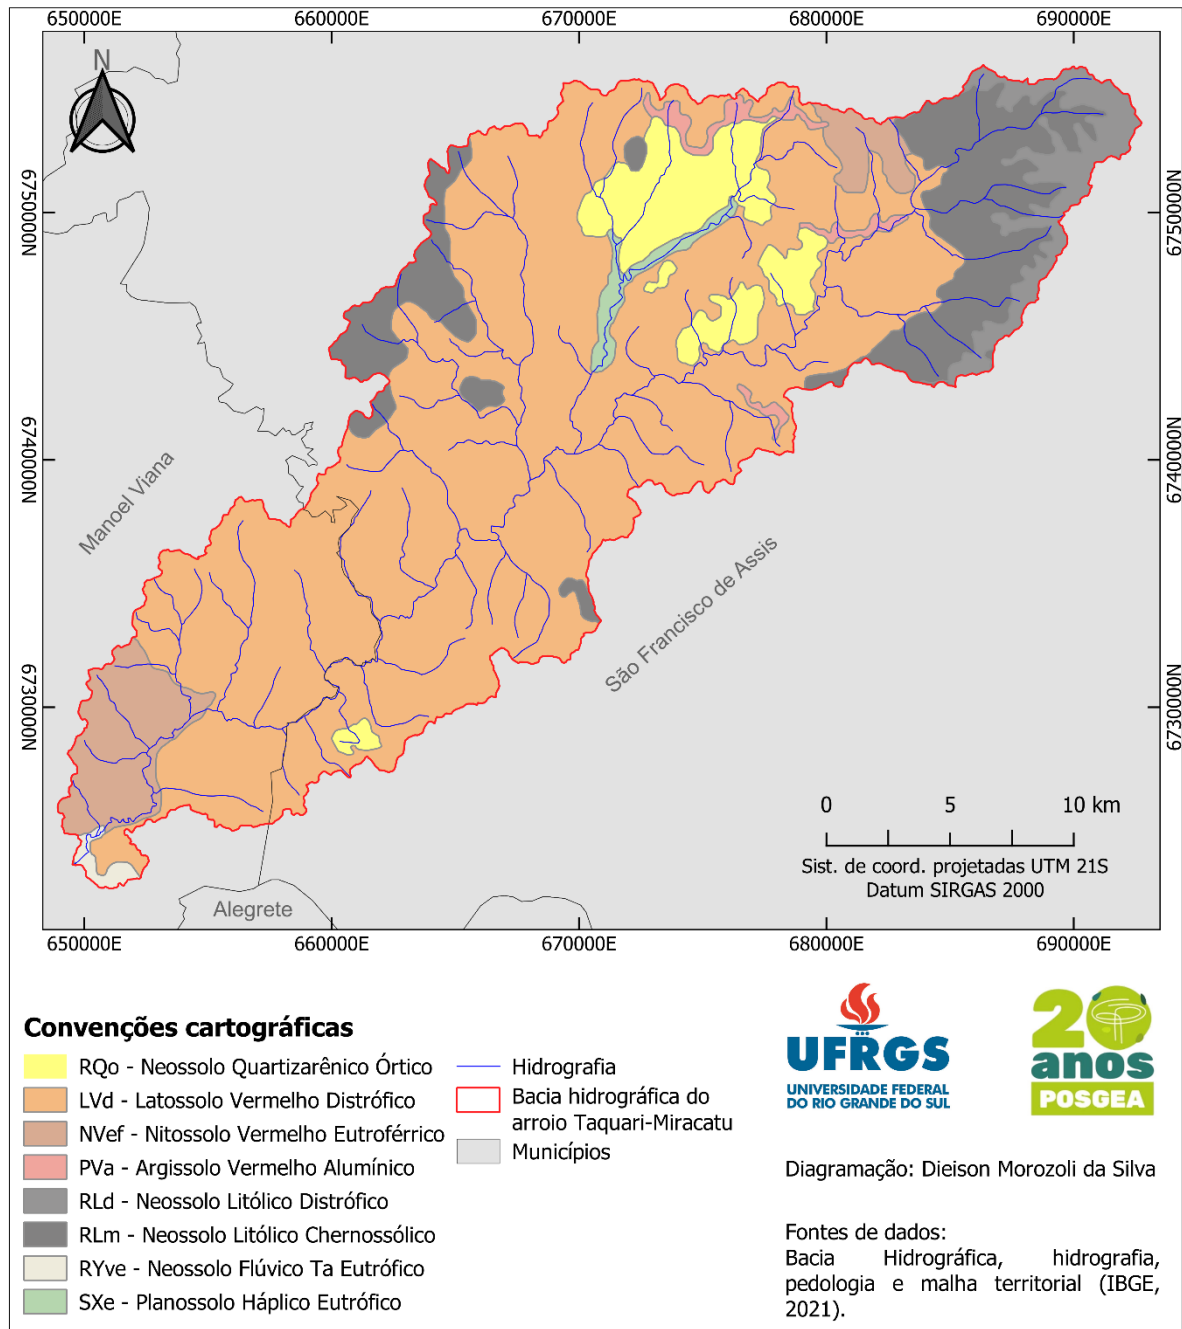 650000E 660000E 670000E 680000E 690000E
N
6750000N
6750000N
6740000N
6740000N
6730000N
6730000N
Manoel Viana
São Francisco de Assis
Alegrete
0 5 10 km
Sist. de coord. projetadas UTM 21S
Datum SIRGAS 2000
650000E 660000E 670000E 680000E 690000E
Convenções cartográficas
RQo - Neossolo Quartizarênico Órtico
LVd - Latossolo Vermelho Distrófico
NVef - Nitossolo Vermelho Eutroférrico
PVa - Argissolo Vermelho Alumínico
RLd - Neossolo Litólico Distrófico
RLm - Neossolo Litólico Chernossólico
RYve - Neossolo Flúvico Ta Eutrófico
SXe - Planossolo Háplico Eutrófico
Hidrografia
Bacia hidrográfica do
arroio Taquari-Miracatu
Municípios
UFRGS
UNIVERSIDADE FEDERAL
DO RIO GRANDE DO SUL
20
anos
POSGEA
Diagramação: Dieison Morozoli da Silva
Fontes de dados:
Bacia Hidrográfica, hidrografia,
pedologia e malha territorial (IBGE,
2021).